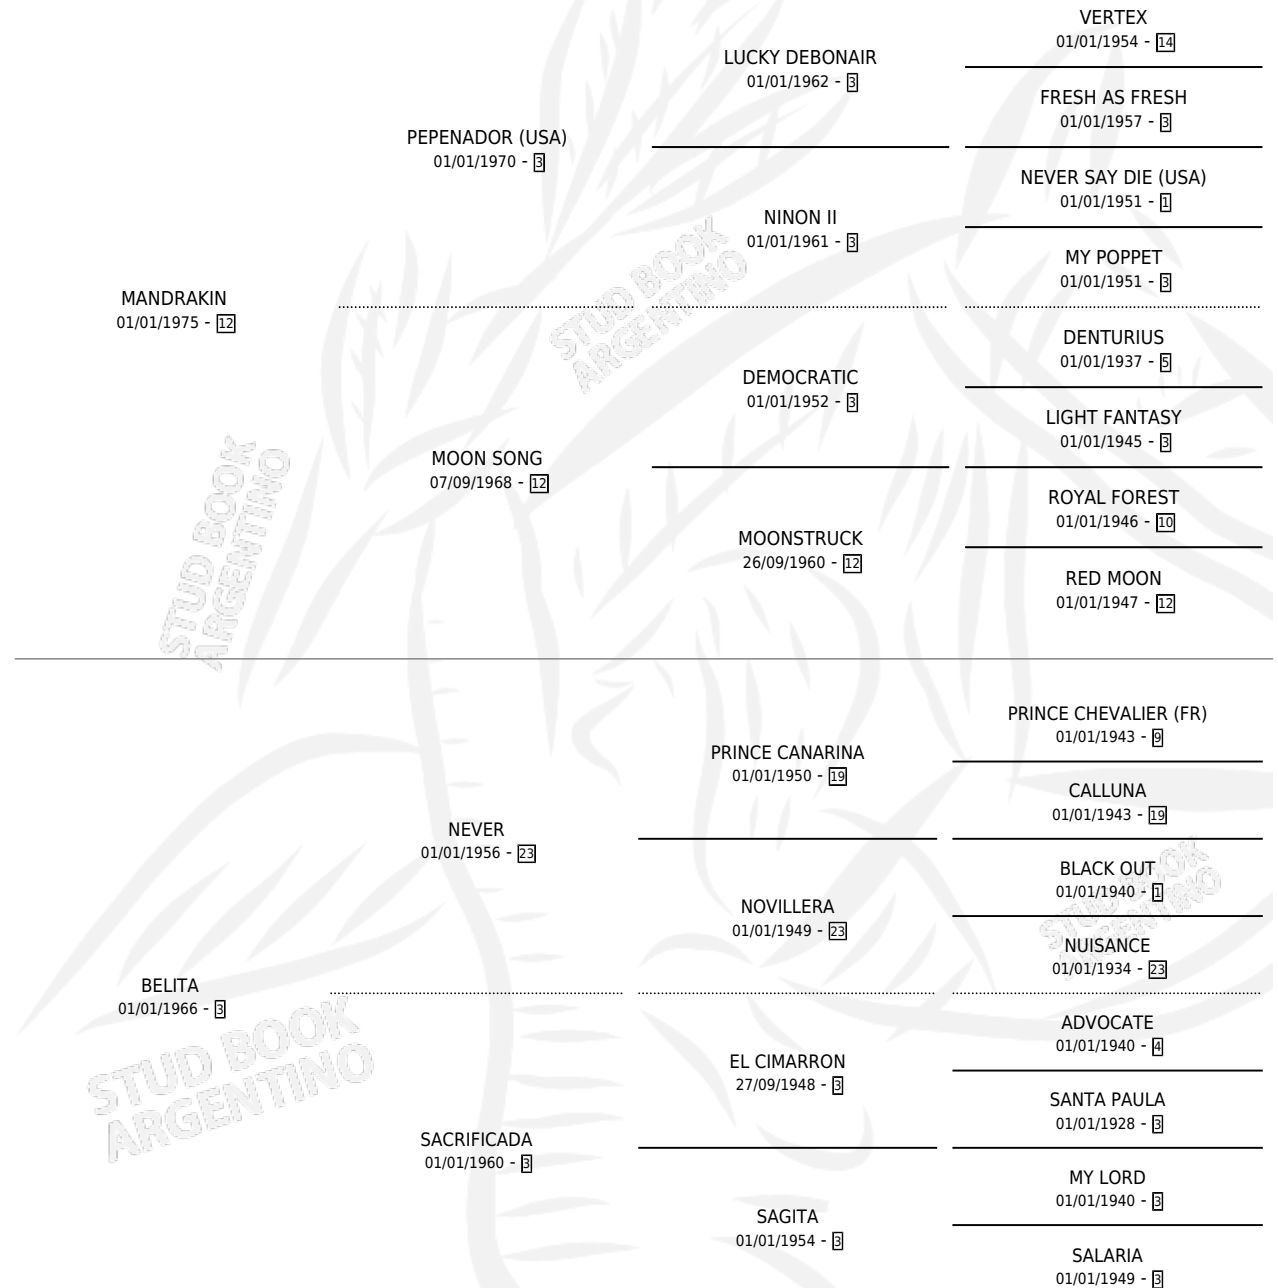 VERTEX
01/01/1954 - 14
LUCKY DEBONAIR
01/01/1962 - 3
FRESH AS FRESH
01/01/1957 - 3
PEPENADOR (USA)
01/01/1970 - 3
NEVER SAY DIE (USA)
01/01/1951 - 1
NINON II
01/01/1961 - 3
MY POPPET
01/01/1951 - 3
MANDRAKIN
01/01/1975 - 12
DENTURIUS
01/01/1937 - 5
DEMOCRATIC
01/01/1952 - 3
LIGHT FANTASY
01/01/1945 - 3
MOON SONG
07/09/1968 - 12
ROYAL FOREST
01/01/1946 - 10
MOONSTRUCK
26/09/1960 - 12
RED MOON
01/01/1947 - 12
PRINCE CHEVALIER (FR)
01/01/1943 - 9
PRINCE CANARINA
01/01/1950 - 19
CALLUNA
01/01/1943 - 19
NEVER
01/01/1956 - 23
BLACK OUT
01/01/1940 - 1
NOVILLERA
01/01/1949 - 23
NUISANCE
01/01/1934 - 23
BELITA
01/01/1966 - 3
ADVOCATE
01/01/1940 - 4
EL CIMARRON
27/09/1948 - 3
SANTA PAULA
01/01/1928 - 3
SACRIFICADA
01/01/1960 - 3
MY LORD
01/01/1940 - 3
SAGITA
01/01/1954 - 3
SALARIA
01/01/1949 - 3
STUD BOOK
ARGENTINO
STUD BOOK
ARGENTINO
STUD BOOK
ARGENTINO
STUD BOOK
ARGENTINO